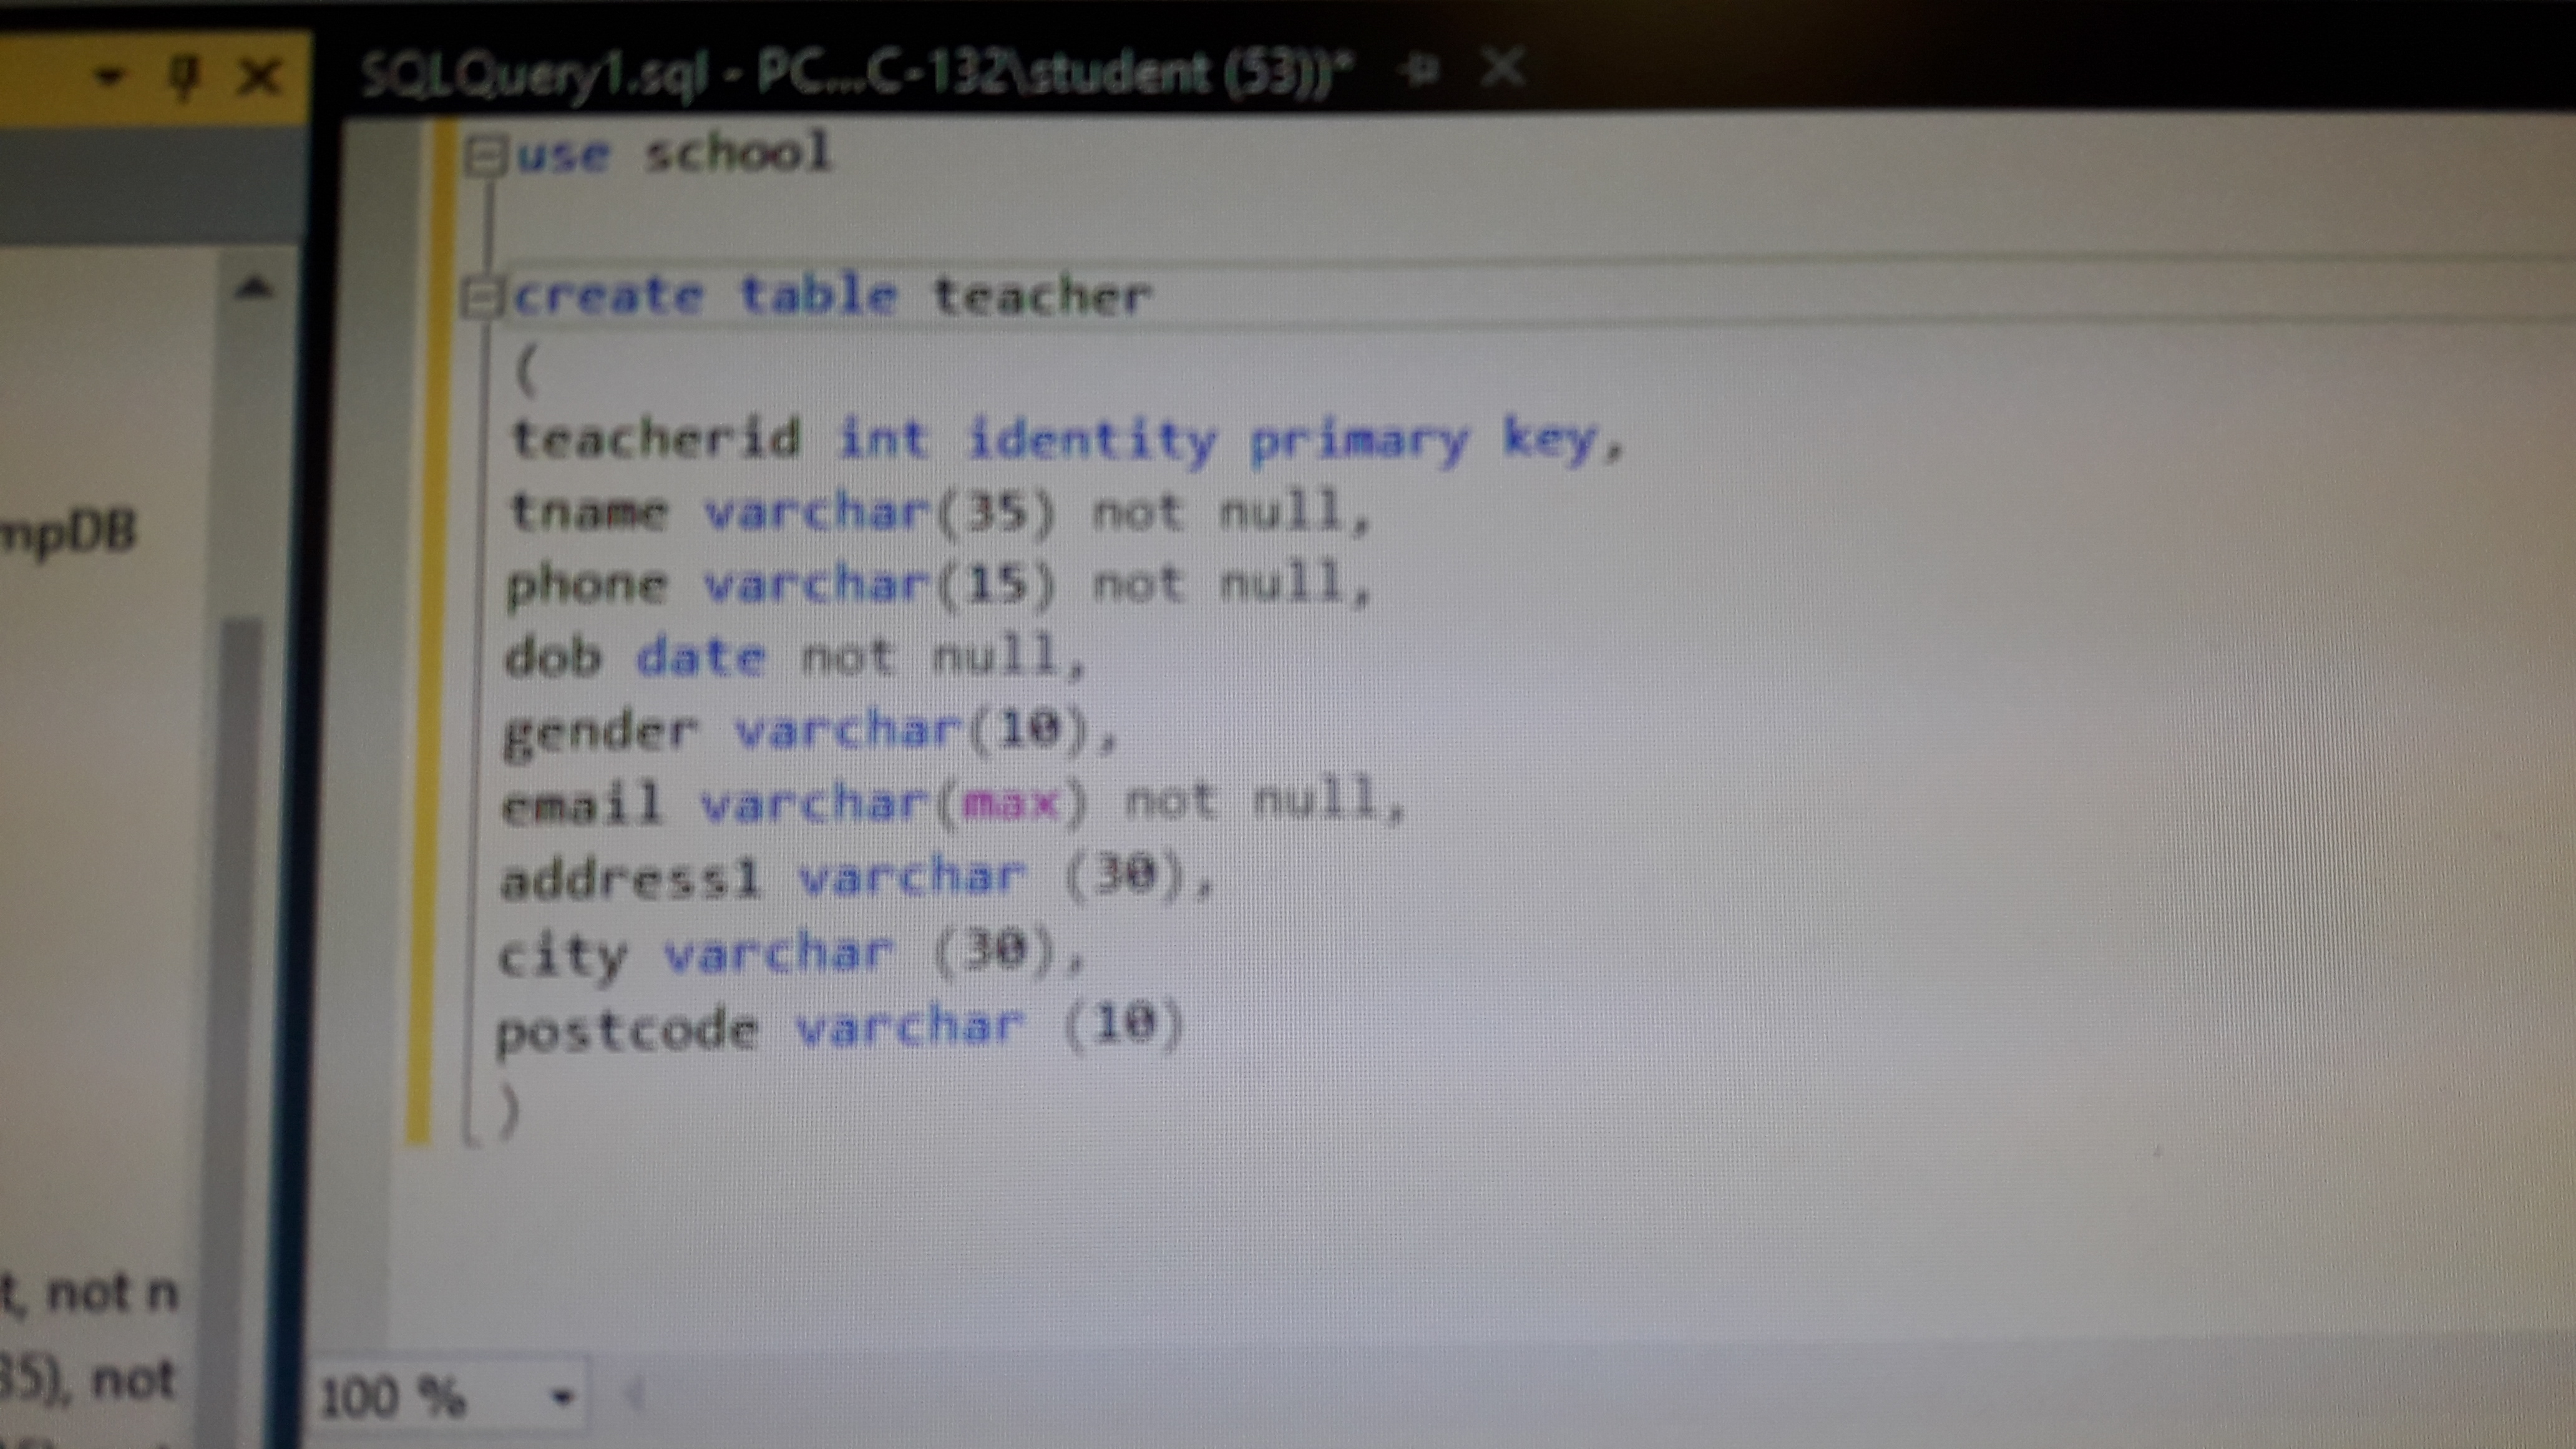 SQLQuery1.sql - PC...C-132\student (53))*
use school
create table teacher
(
teacherid int identity primary key,
tname varchar(35) not null,
phone varchar(15) not null,
dob date not null,
gender varchar(10),
email varchar(max) not null,
address1 varchar (30),
city varchar (30),
postcode varchar (10)
)
mpDB
t, not n
35), not
100 %